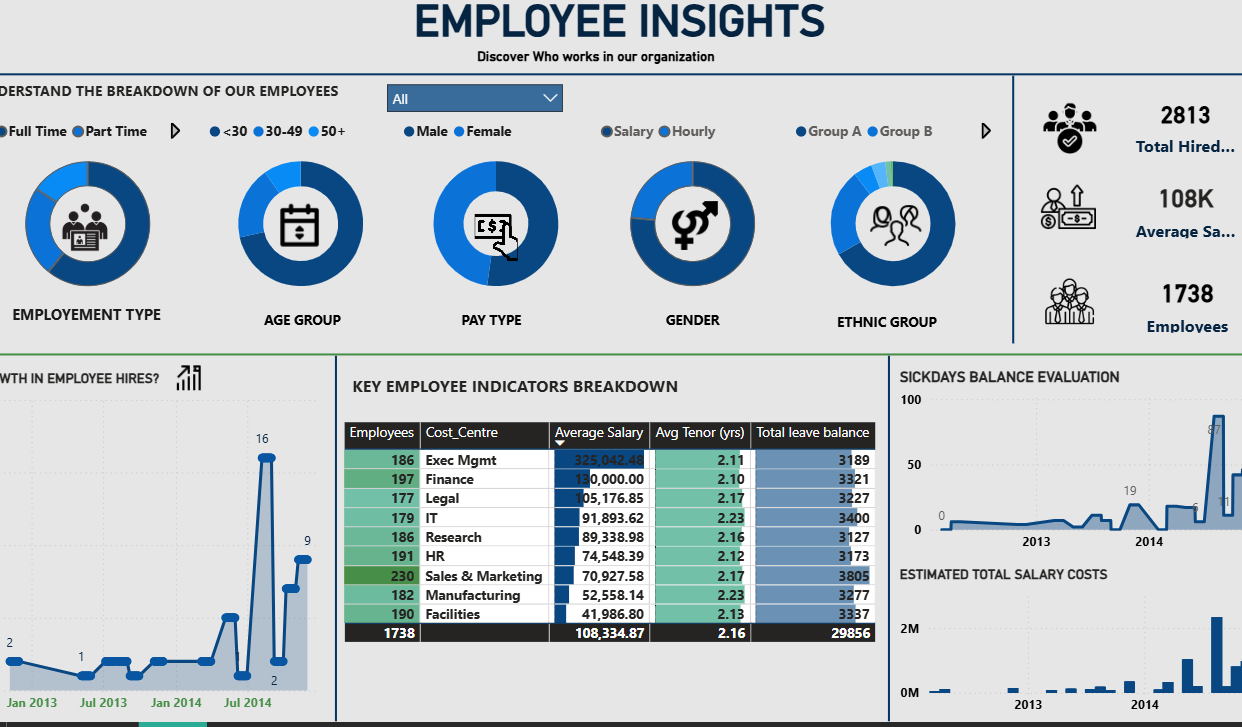 EMPLOYEE INSIGHTS
Discover Who works in our organization
DERSTAND THE BREAKDOWN OF OUR EMPLOYEES
All
Full Time Part Time
<30 30-49 50+
Male Female
Salary Hourly
Group A Group B
EMPLOYEMENT TYPE
AGE GROUP
PAY TYPE
GENDER
ETHNIC GROUP
2813
Total Hired...
108K
Average Sa...
1738
Employees
WTH IN EMPLOYEE HIRES?
16
9
2
1
2
Jan 2013 Jul 2013 Jan 2014 Jul 2014
KEY EMPLOYEE INDICATORS BREAKDOWN
Employees Cost_Centre Average Salary Avg Tenor (yrs) Total leave balance
186 Exec Mgmt 325,042.48 2.11 3189
197 Finance 130,000.00 2.10 3321
177 Legal 105,176.85 2.17 3227
179 IT 91,893.62 2.23 3400
186 Research 89,338.98 2.16 3127
191 HR 74,548.39 2.12 3173
230 Sales & Marketing 70,927.58 2.17 3805
182 Manufacturing 52,558.14 2.23 3277
190 Facilities 41,986.80 2.13 3337
1738 108,334.87 2.16 29856
SICKDAYS BALANCE EVALUATION
100
87
50
19
11
6
0
0
2013 2014
ESTIMATED TOTAL SALARY COSTS
2M
0M
2013 2014